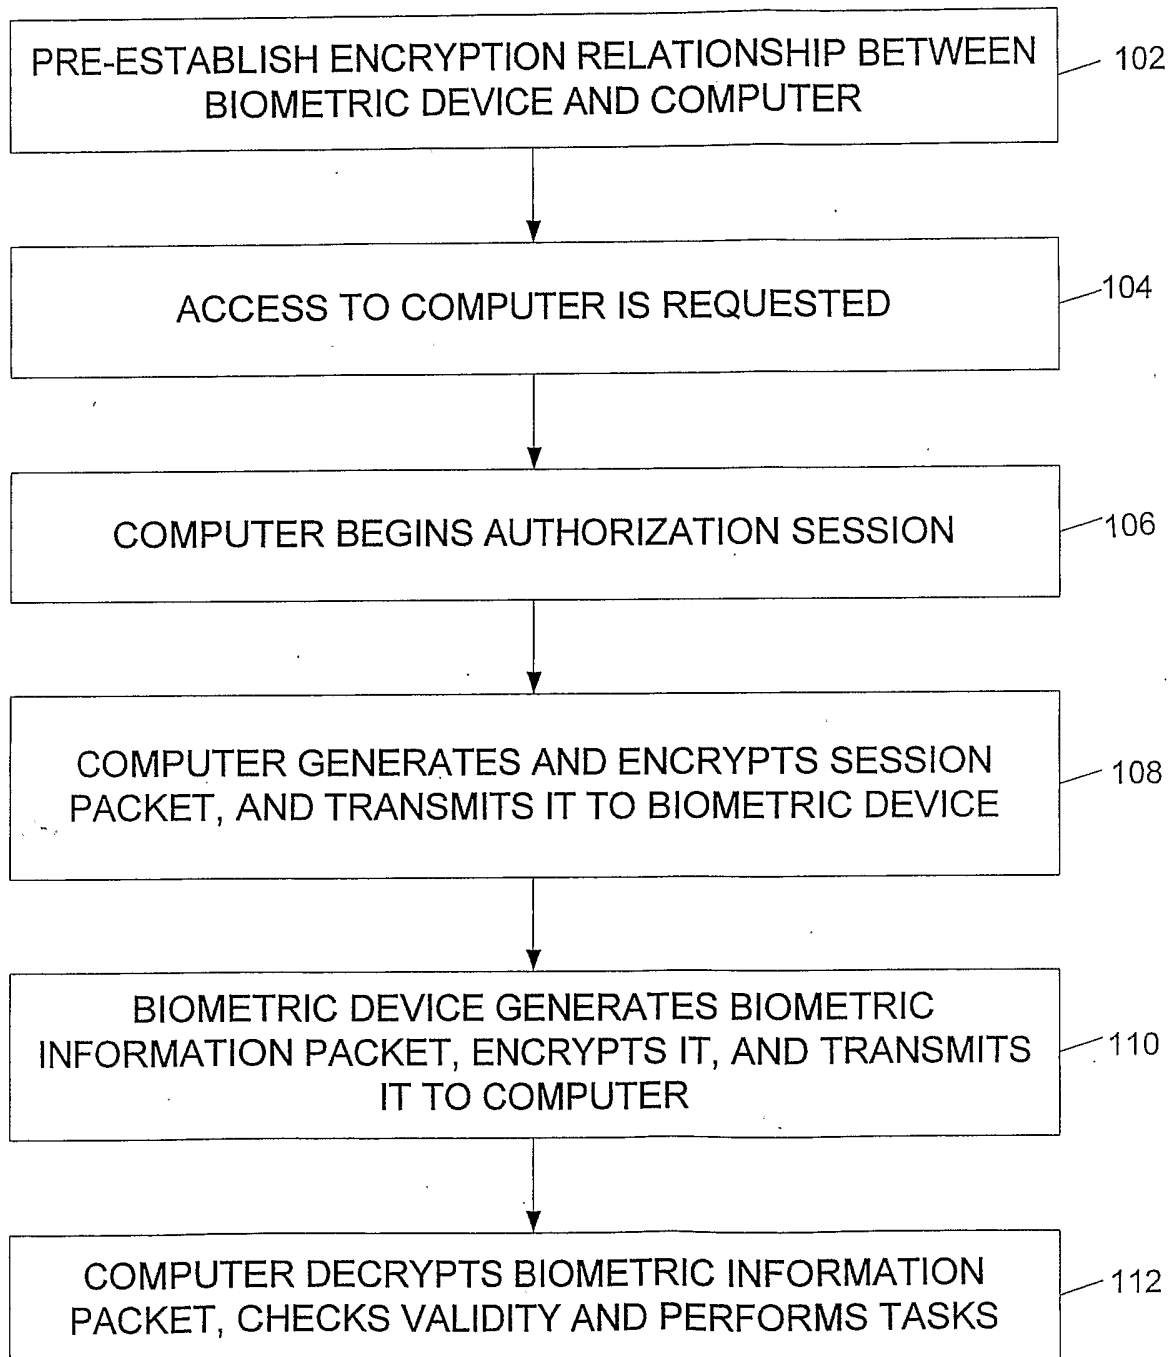 PRE-ESTABLISH ENCRYPTION RELATIONSHIP BETWEEN
BIOMETRIC DEVICE AND COMPUTER
102
ACCESS TO COMPUTER IS REQUESTED
104
COMPUTER BEGINS AUTHORIZATION SESSION
106
COMPUTER GENERATES AND ENCRYPTS SESSION
PACKET, AND TRANSMITS IT TO BIOMETRIC DEVICE
108
BIOMETRIC DEVICE GENERATES BIOMETRIC
INFORMATION PACKET, ENCRYPTS IT, AND TRANSMITS
IT TO COMPUTER
110
COMPUTER DECRYPTS BIOMETRIC INFORMATION
PACKET, CHECKS VALIDITY AND PERFORMS TASKS
112